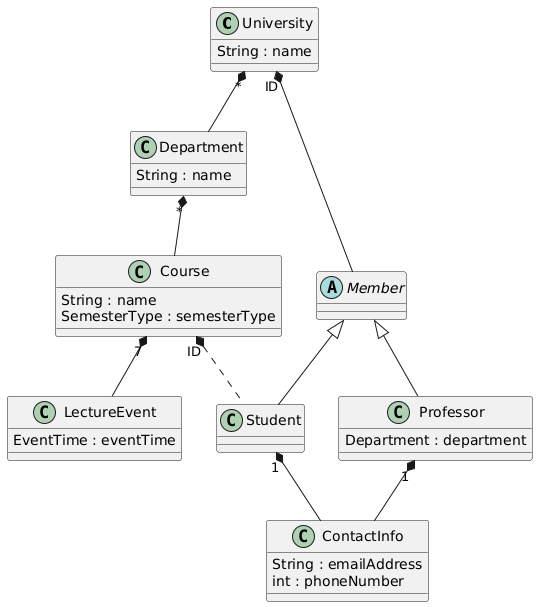 C University
String : name
* ID
C Department
String : name
*
C Course
String : name
SemesterType : semesterType
A Member
7 ID
C LectureEvent
EventTime : eventTime
C Student
C Professor
Department : department
1 1
C ContactInfo
String : emailAddress
int : phoneNumber